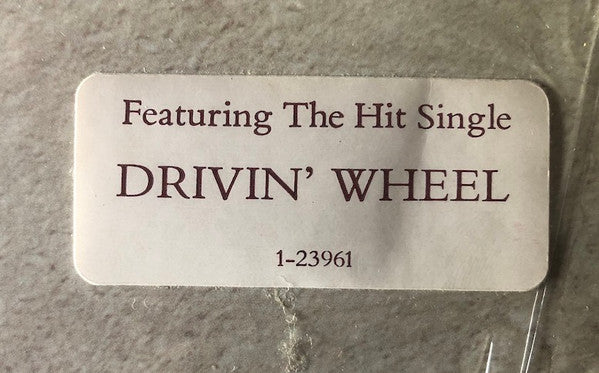 Featuring The Hit Single
DRIVIN’ WHEEL
1-23961